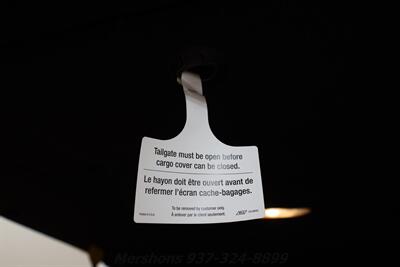 Tailgate must be open before
cargo cover can be closed.
Le hayon doit être ouvert avant de
refermer l'écran cache-bagages.
To be removed by customer only.
À enlever par le client seulement.
Mershons 937-324-8899